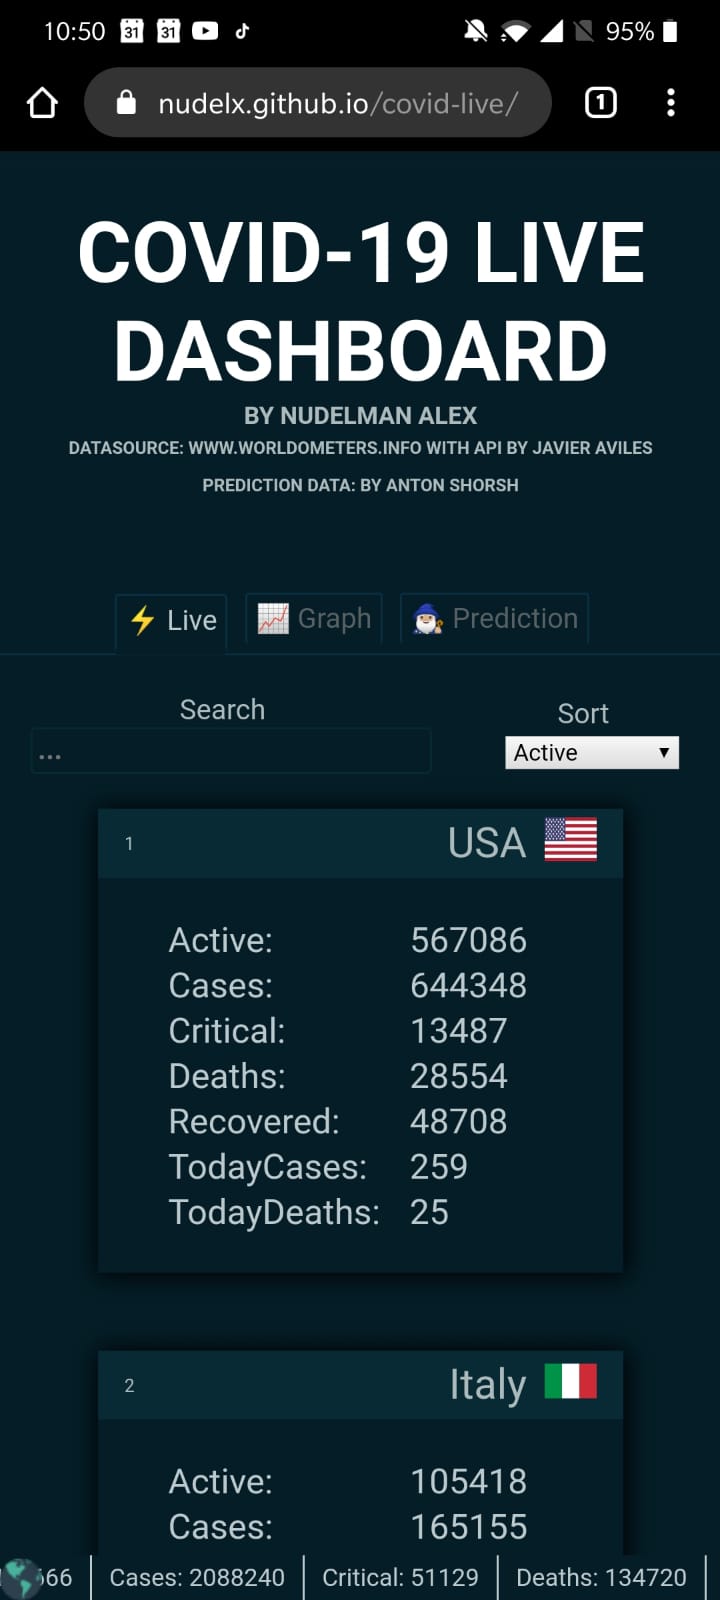 10:50 31 31 95%
nudelx.github.io/covid-live/ 1
COVID-19 LIVE
DASHBOARD
BY NUDELMAN ALEX
DATASOURCE: WWW.WORLDOMETERS.INFO WITH API BY JAVIER AVILES
PREDICTION DATA: BY ANTON SHORSH
Live Graph Prediction
Search Sort
... Active
1 USA
Active: 567086
Cases: 644348
Critical: 13487
Deaths: 28554
Recovered: 48708
TodayCases: 259
TodayDeaths: 25
2 Italy
Active: 105418
Cases: 165155
66 Cases: 2088240 Critical: 51129 Deaths: 134720